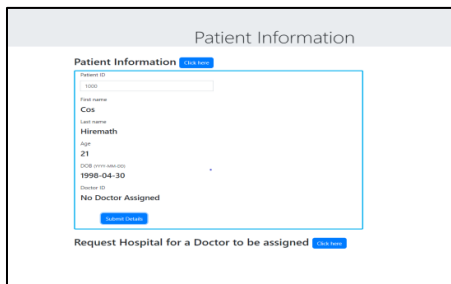 Patient Information
Patient Information Click here
Patient ID
1000
First name
Cos
Last name
Hiremath
Age
21
DOB (YYYY-MM-DD)
1998-04-30
Doctor ID
No Doctor Assigned
Submit Details
Request Hospital for a Doctor to be assigned Click here